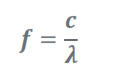 f = c/λ